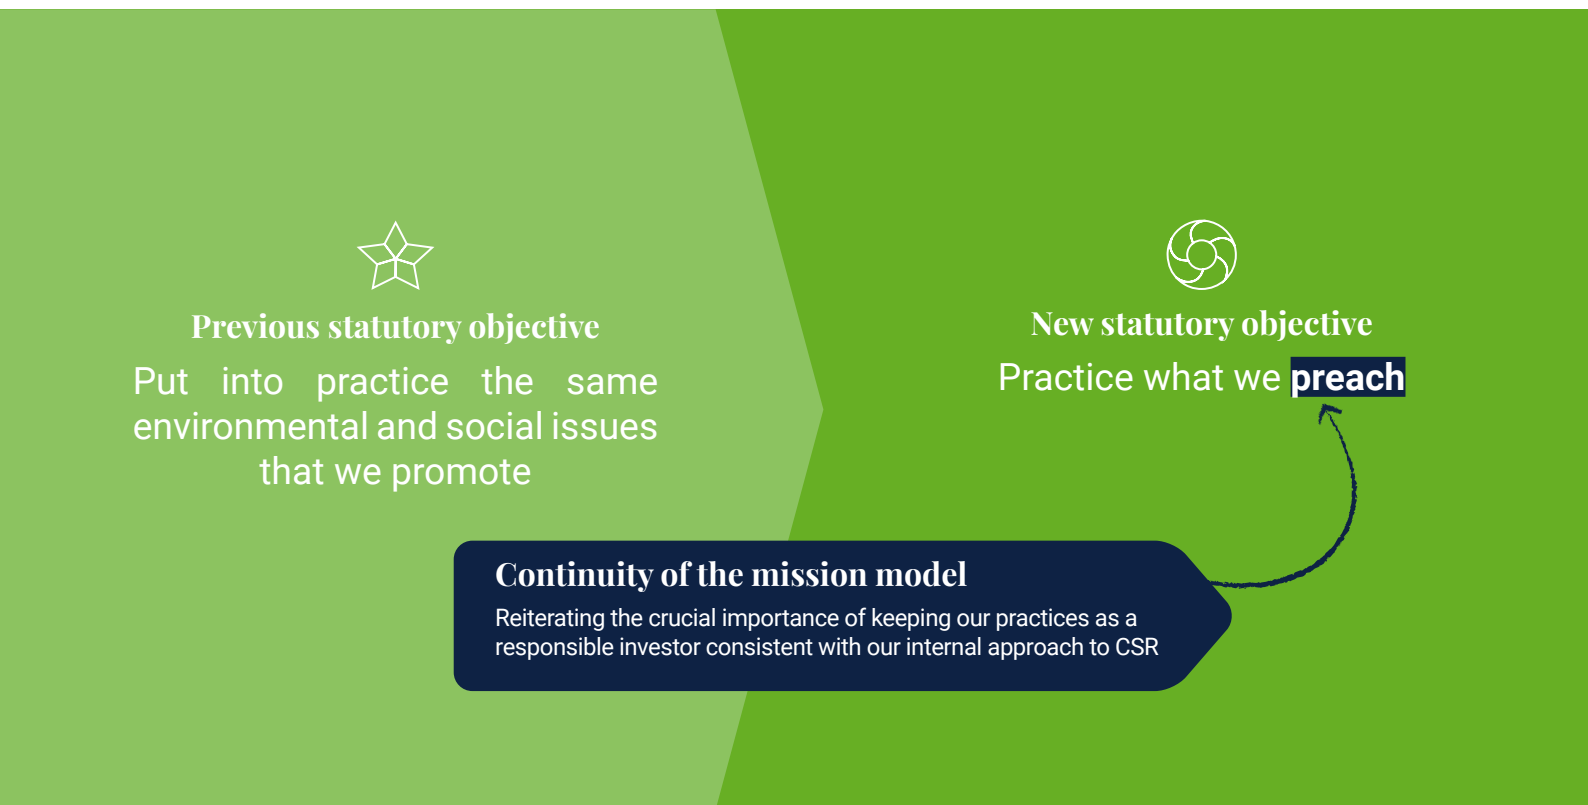 Previous statutory objective
Put into practice the same
environmental and social issues
that we promote
New statutory objective
Practice what we preach
Continuity of the mission model
Reiterating the crucial importance of keeping our practices as a
responsible investor consistent with our internal approach to CSR